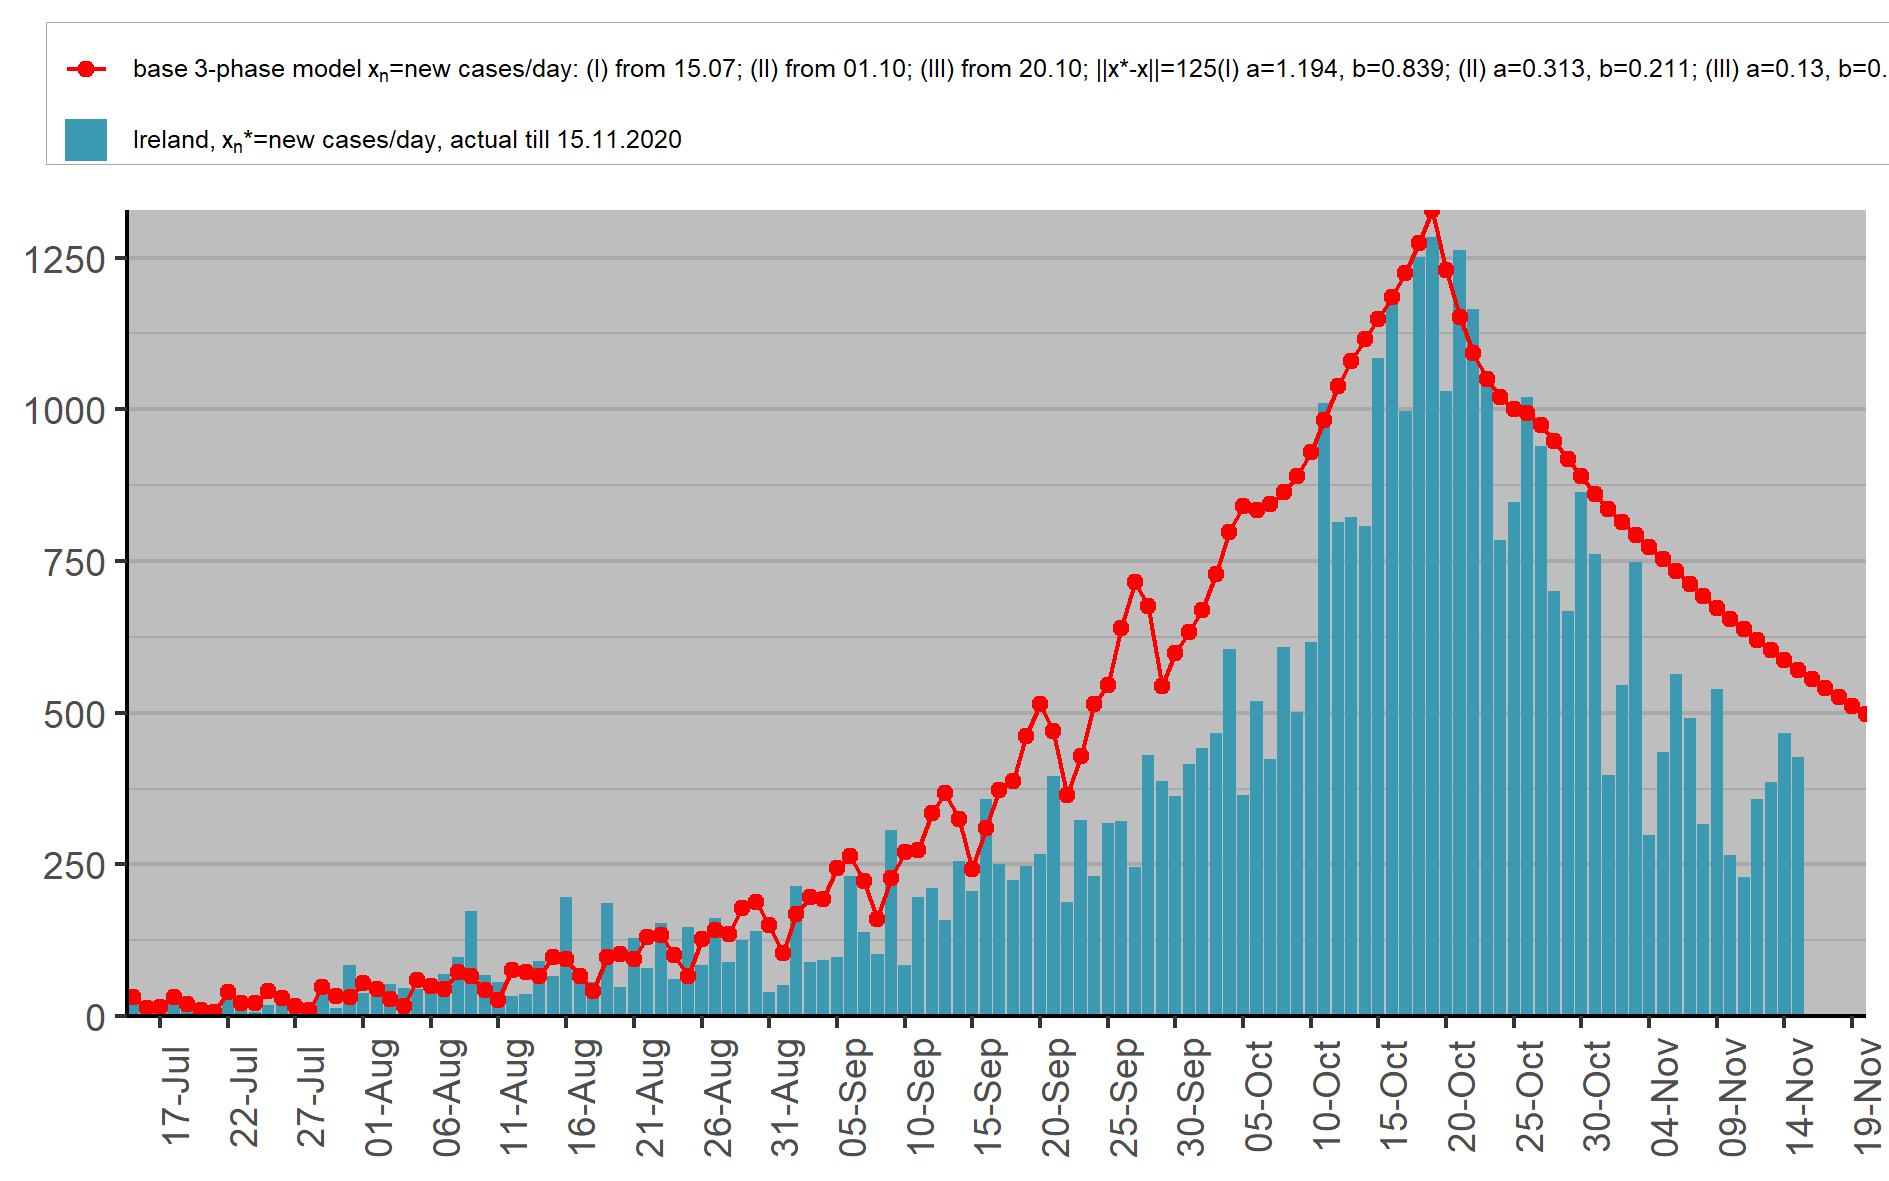 base 3-phase model xn=new cases/day: (I) from 15.07; (II) from 01.10; (III) from 20.10; ||x*-x||=125(I) a=1.194, b=0.839; (II) a=0.313, b=0.211; (III) a=0.13, b=0.
Ireland, xn*=new cases/day, actual till 15.11.2020
1250
1000
750
500
250
0
17-Jul
22-Jul
27-Jul
01-Aug
06-Aug
11-Aug
16-Aug
21-Aug
26-Aug
31-Aug
05-Sep
10-Sep
15-Sep
20-Sep
25-Sep
30-Sep
05-Oct
10-Oct
15-Oct
20-Oct
25-Oct
30-Oct
04-Nov
09-Nov
14-Nov
19-Nov